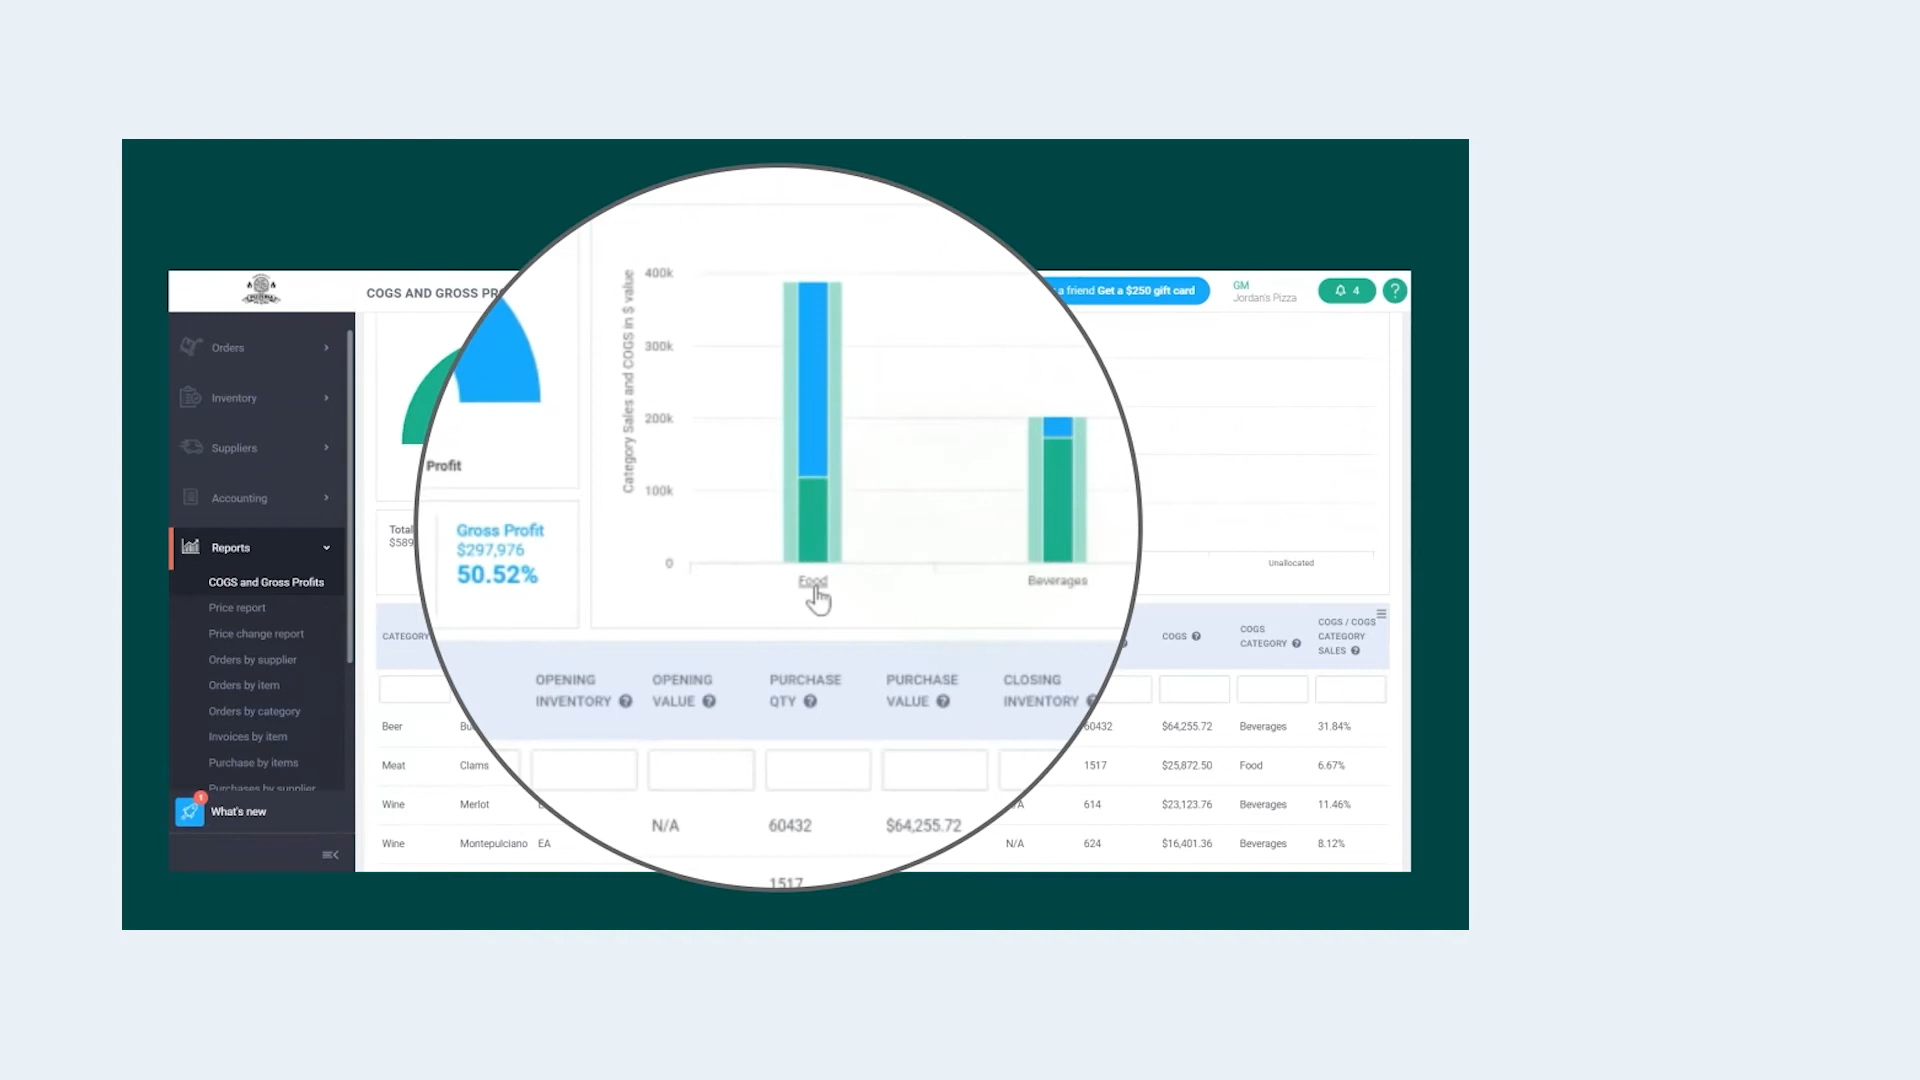 COGS AND GROSS PR
a friend Get a $250 gift card
GM
Jordan's Pizza
4
?
Orders
Inventory
Suppliers
Accounting
Reports
COGS and Gross Profits
Price report
Price change report
Orders by supplier
Orders by item
Orders by category
Invoices by item
Purchase by items
Purchases by supplier
1
What's new
Profit
Total
$589
Gross Profit
$297,976
50.52%
Category Sales and COGS in $ value
400k
300k
200k
100k
0
Food
Beverages
Unallocated
CATEGORY
OPENING INVENTORY ?
OPENING VALUE ?
PURCHASE QTY ?
PURCHASE VALUE ?
CLOSING INVENTORY
COGS ?
COGS CATEGORY ?
COGS / COGS CATEGORY SALES ?
Beer
60432 $64,255.72 Beverages 31.84%
Meat Clams
1517 $25,872.50 Food 6.67%
Wine Merlot
614 $23,123.76 Beverages 11.46%
N/A 60432 $64,255.72
Wine Montepulciano EA
N/A 624 $16,401.36 Beverages 8.12%
1517